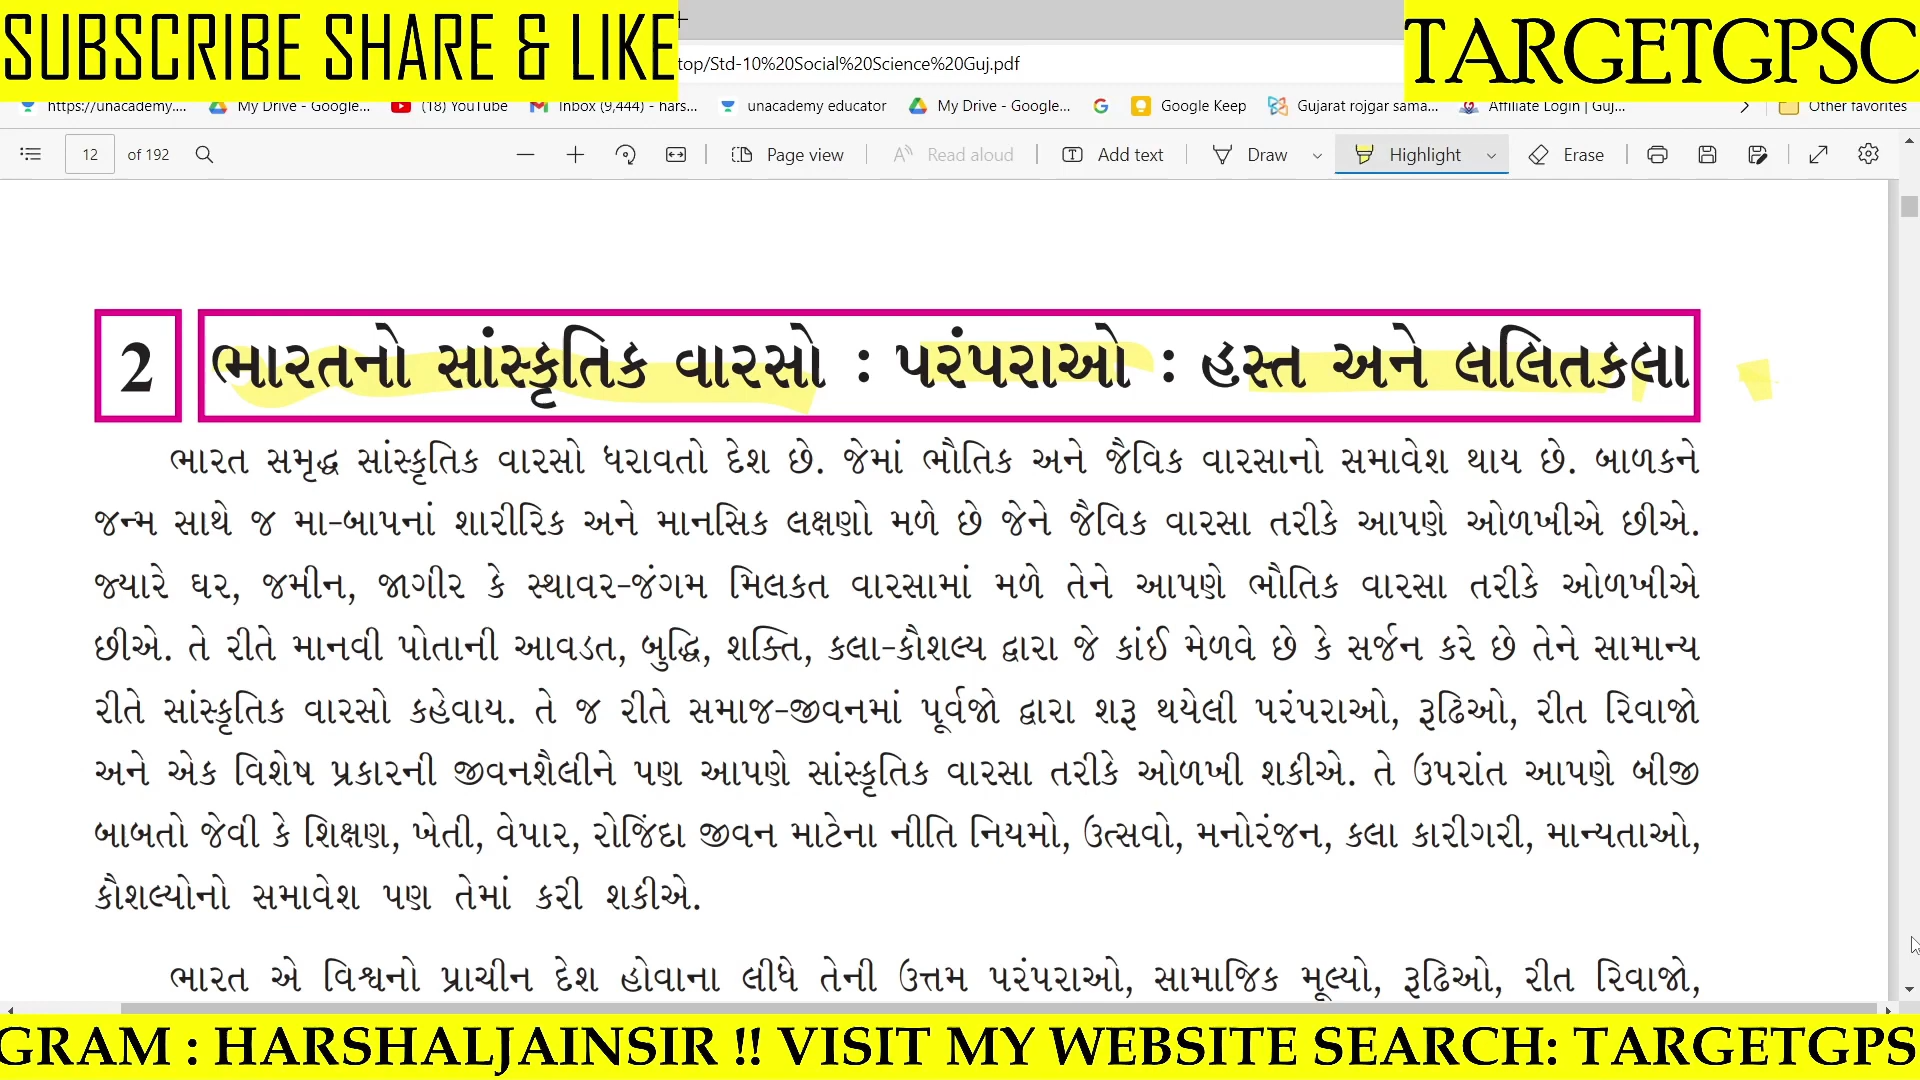 SUBSCRIBE SHARE & LIKE
TARGETGPSC
top/Std-10%20Social%20Science%20Guj.pdf
https://unacademy.... My Drive - Google... (18) YouTube Inbox (9,444) - hars... unacademy educator My Drive - Google... Google Keep Gujarat rojgar sama... Affiliate Login | Guj... Other favorites
12 of 192 Page view Read aloud Add text Draw Highlight Erase
2 ભારતનો સાંસ્કૃતિક વારસો : પરંપરાઓ : હસ્ત અને લલિતકલા
ભારત સમૃદ્ધ સાંસ્કૃતિક વારસો ધરાવતો દેશ છે. જેમાં ભૌતિક અને જૈવિક વારસાનો સમાવેશ થાય છે. બાળકને
જન્મ સાથે જ મા-બાપનાં શારીરિક અને માનસિક લક્ષણો મળે છે જેને જૈવિક વારસા તરીકે આપણે ઓળખીએ છીએ.
જ્યારે ઘર, જમીન, જાગીર કે સ્થાવર-જંગમ મિલકત વારસામાં મળે તેને આપણે ભૌતિક વારસા તરીકે ઓળખીએ
છીએ. તે રીતે માનવી પોતાની આવડત, બુદ્ધિ, શક્તિ, કલા-કૌશલ્ય દ્વારા જે કાંઈ મેળવે છે કે સર્જન કરે છે તેને સામાન્ય
રીતે સાંસ્કૃતિક વારસો કહેવાય. તે જ રીતે સમાજ-જીવનમાં પૂર્વજો દ્વારા શરૂ થયેલી પરંપરાઓ, રૂઢિઓ, રીત રિવાજો
અને એક વિશેષ પ્રકારની જીવનશૈલીને પણ આપણે સાંસ્કૃતિક વારસા તરીકે ઓળખી શકીએ. તે ઉપરાંત આપણે બીજી
બાબતો જેવી કે શિક્ષણ, ખેતી, વેપાર, રોજિંદા જીવન માટેના નીતિ નિયમો, ઉત્સવો, મનોરંજન, કલા કારીગરી, માન્યતાઓ,
કૌશલ્યોનો સમાવેશ પણ તેમાં કરી શકીએ.
ભારત એ વિશ્વનો પ્રાચીન દેશ હોવાના લીધે તેની ઉત્તમ પરંપરાઓ, સામાજિક મૂલ્યો, રૂઢિઓ, રીત રિવાજો,
GRAM : HARSHALJAINSIR !! VISIT MY WEBSITE SEARCH: TARGETGPS